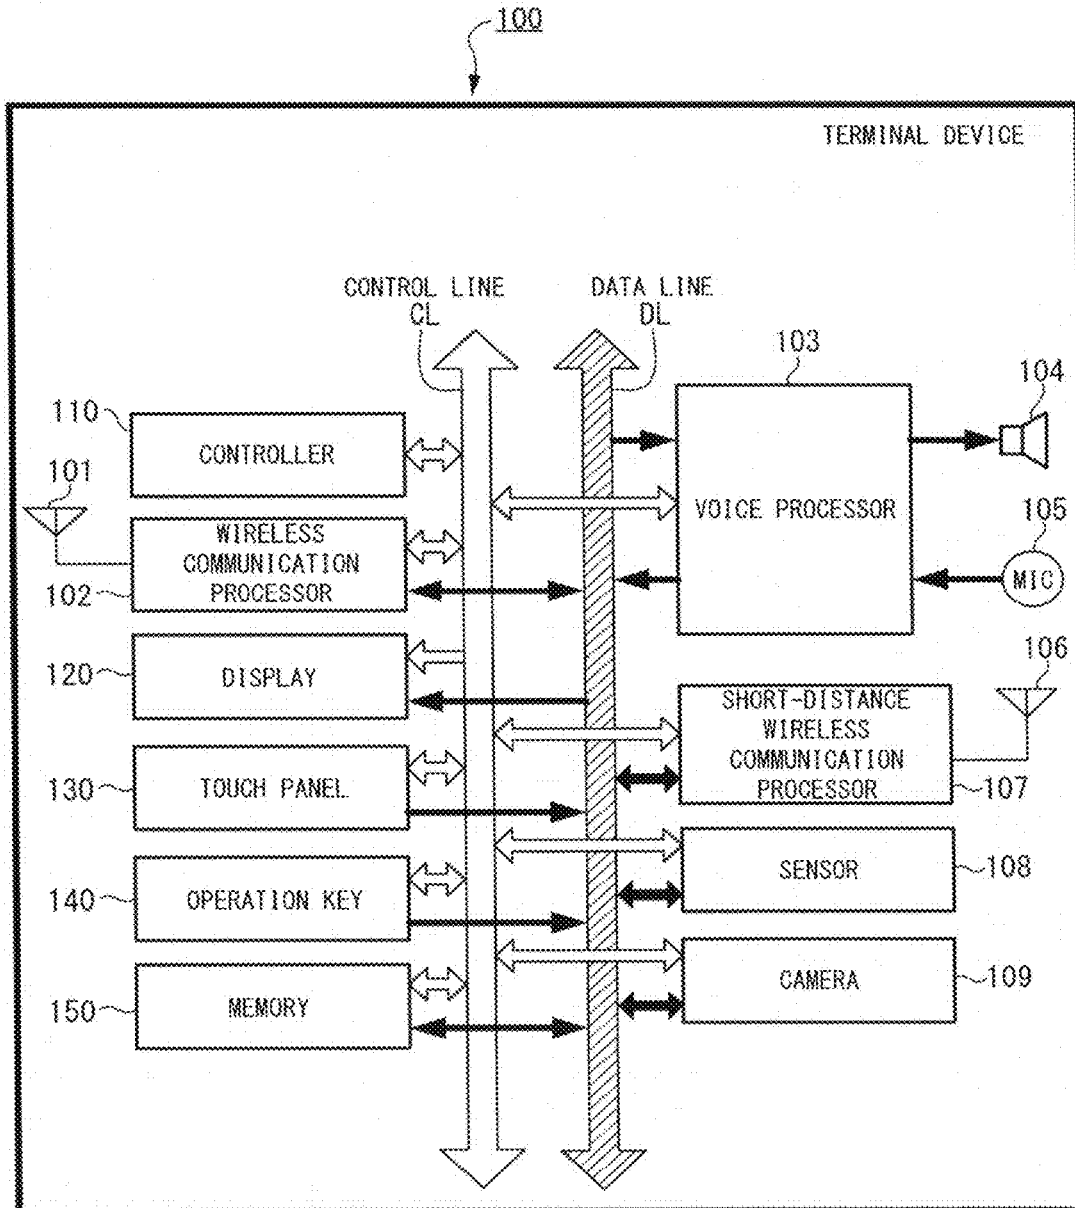 100
TERMINAL DEVICE
CONTROL LINE
CL
DATA LINE
DL
110
CONTROLLER
101
WIRELESS
COMMUNICATION
PROCESSOR
102
120
DISPLAY
130
TOUCH PANEL
140
OPERATION KEY
150
MEMORY
103
VOICE PROCESSOR
104
105
MIC
106
SHORT-DISTANCE
WIRELESS
COMMUNICATION
PROCESSOR
107
SENSOR
108
CAMERA
109